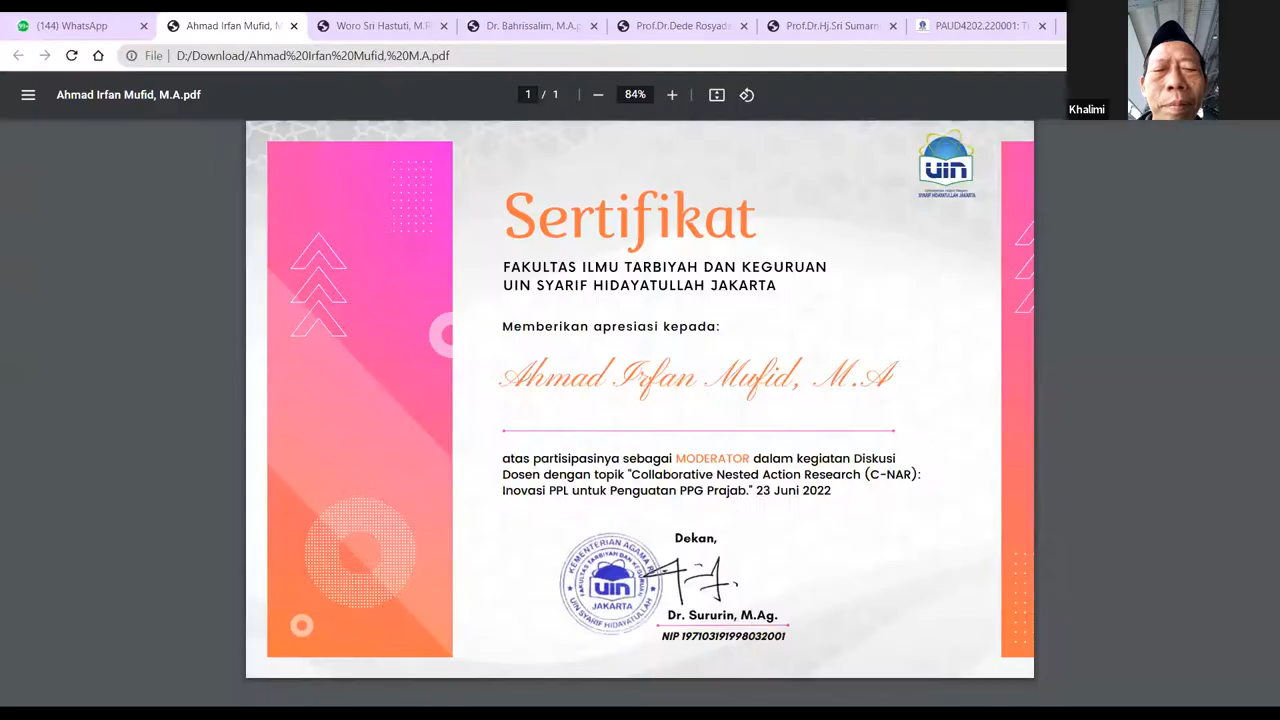 (144) WhatsApp
Ahmad Irfan Mufid, M
Woro Sri Hastuti, M.P
Dr. Bahrissalim, M.A.p
Prof.Dr.Dede Rosyada
Prof.Dr.Hj.Sri Sumarn
PAUD4202.220001: Ti
File
D:/Download/Ahmad%20Irfan%20Mufid,%20M.A.pdf
Khalimi
Ahmad Irfan Mufid, M.A.pdf
1 / 1
84%
uin
SYARIF HIDAYATULLAH JAKARTA
Sertifikat
FAKULTAS ILMU TARBIYAH DAN KEGURUAN
UIN SYARIF HIDAYATULLAH JAKARTA
Memberikan apresiasi kepada:
Ahmad Irfan Mufid, M.A
atas partisipasinya sebagai MODERATOR dalam kegiatan Diskusi
Dosen dengan topik "Collaborative Nested Action Research (C-NAR):
Inovasi PPL untuk Penguatan PPG Prajab." 23 Juni 2022
Dekan,
KEMENTERIAN AGAMA
FAKULTAS TARBIYAH DAN
uin
JAKARTA
UIN SYARIF HIDAYATULLAH
Dr. Sururin, M.Ag.
NIP 197103191998032001